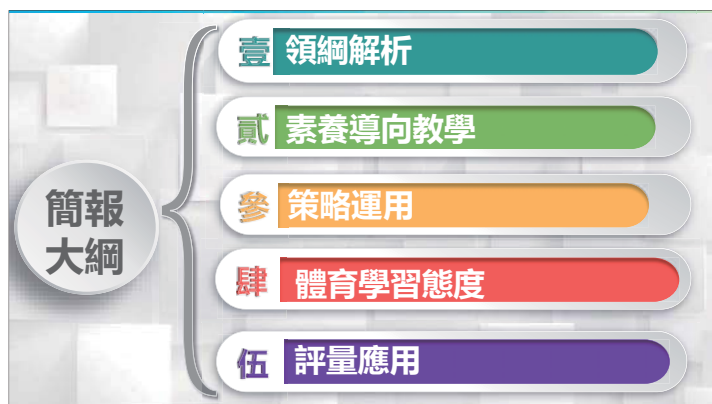 簡報
大綱
壹 領綱解析
貳 素養導向教學
參 策略運用
肆 體育學習態度
伍 評量應用